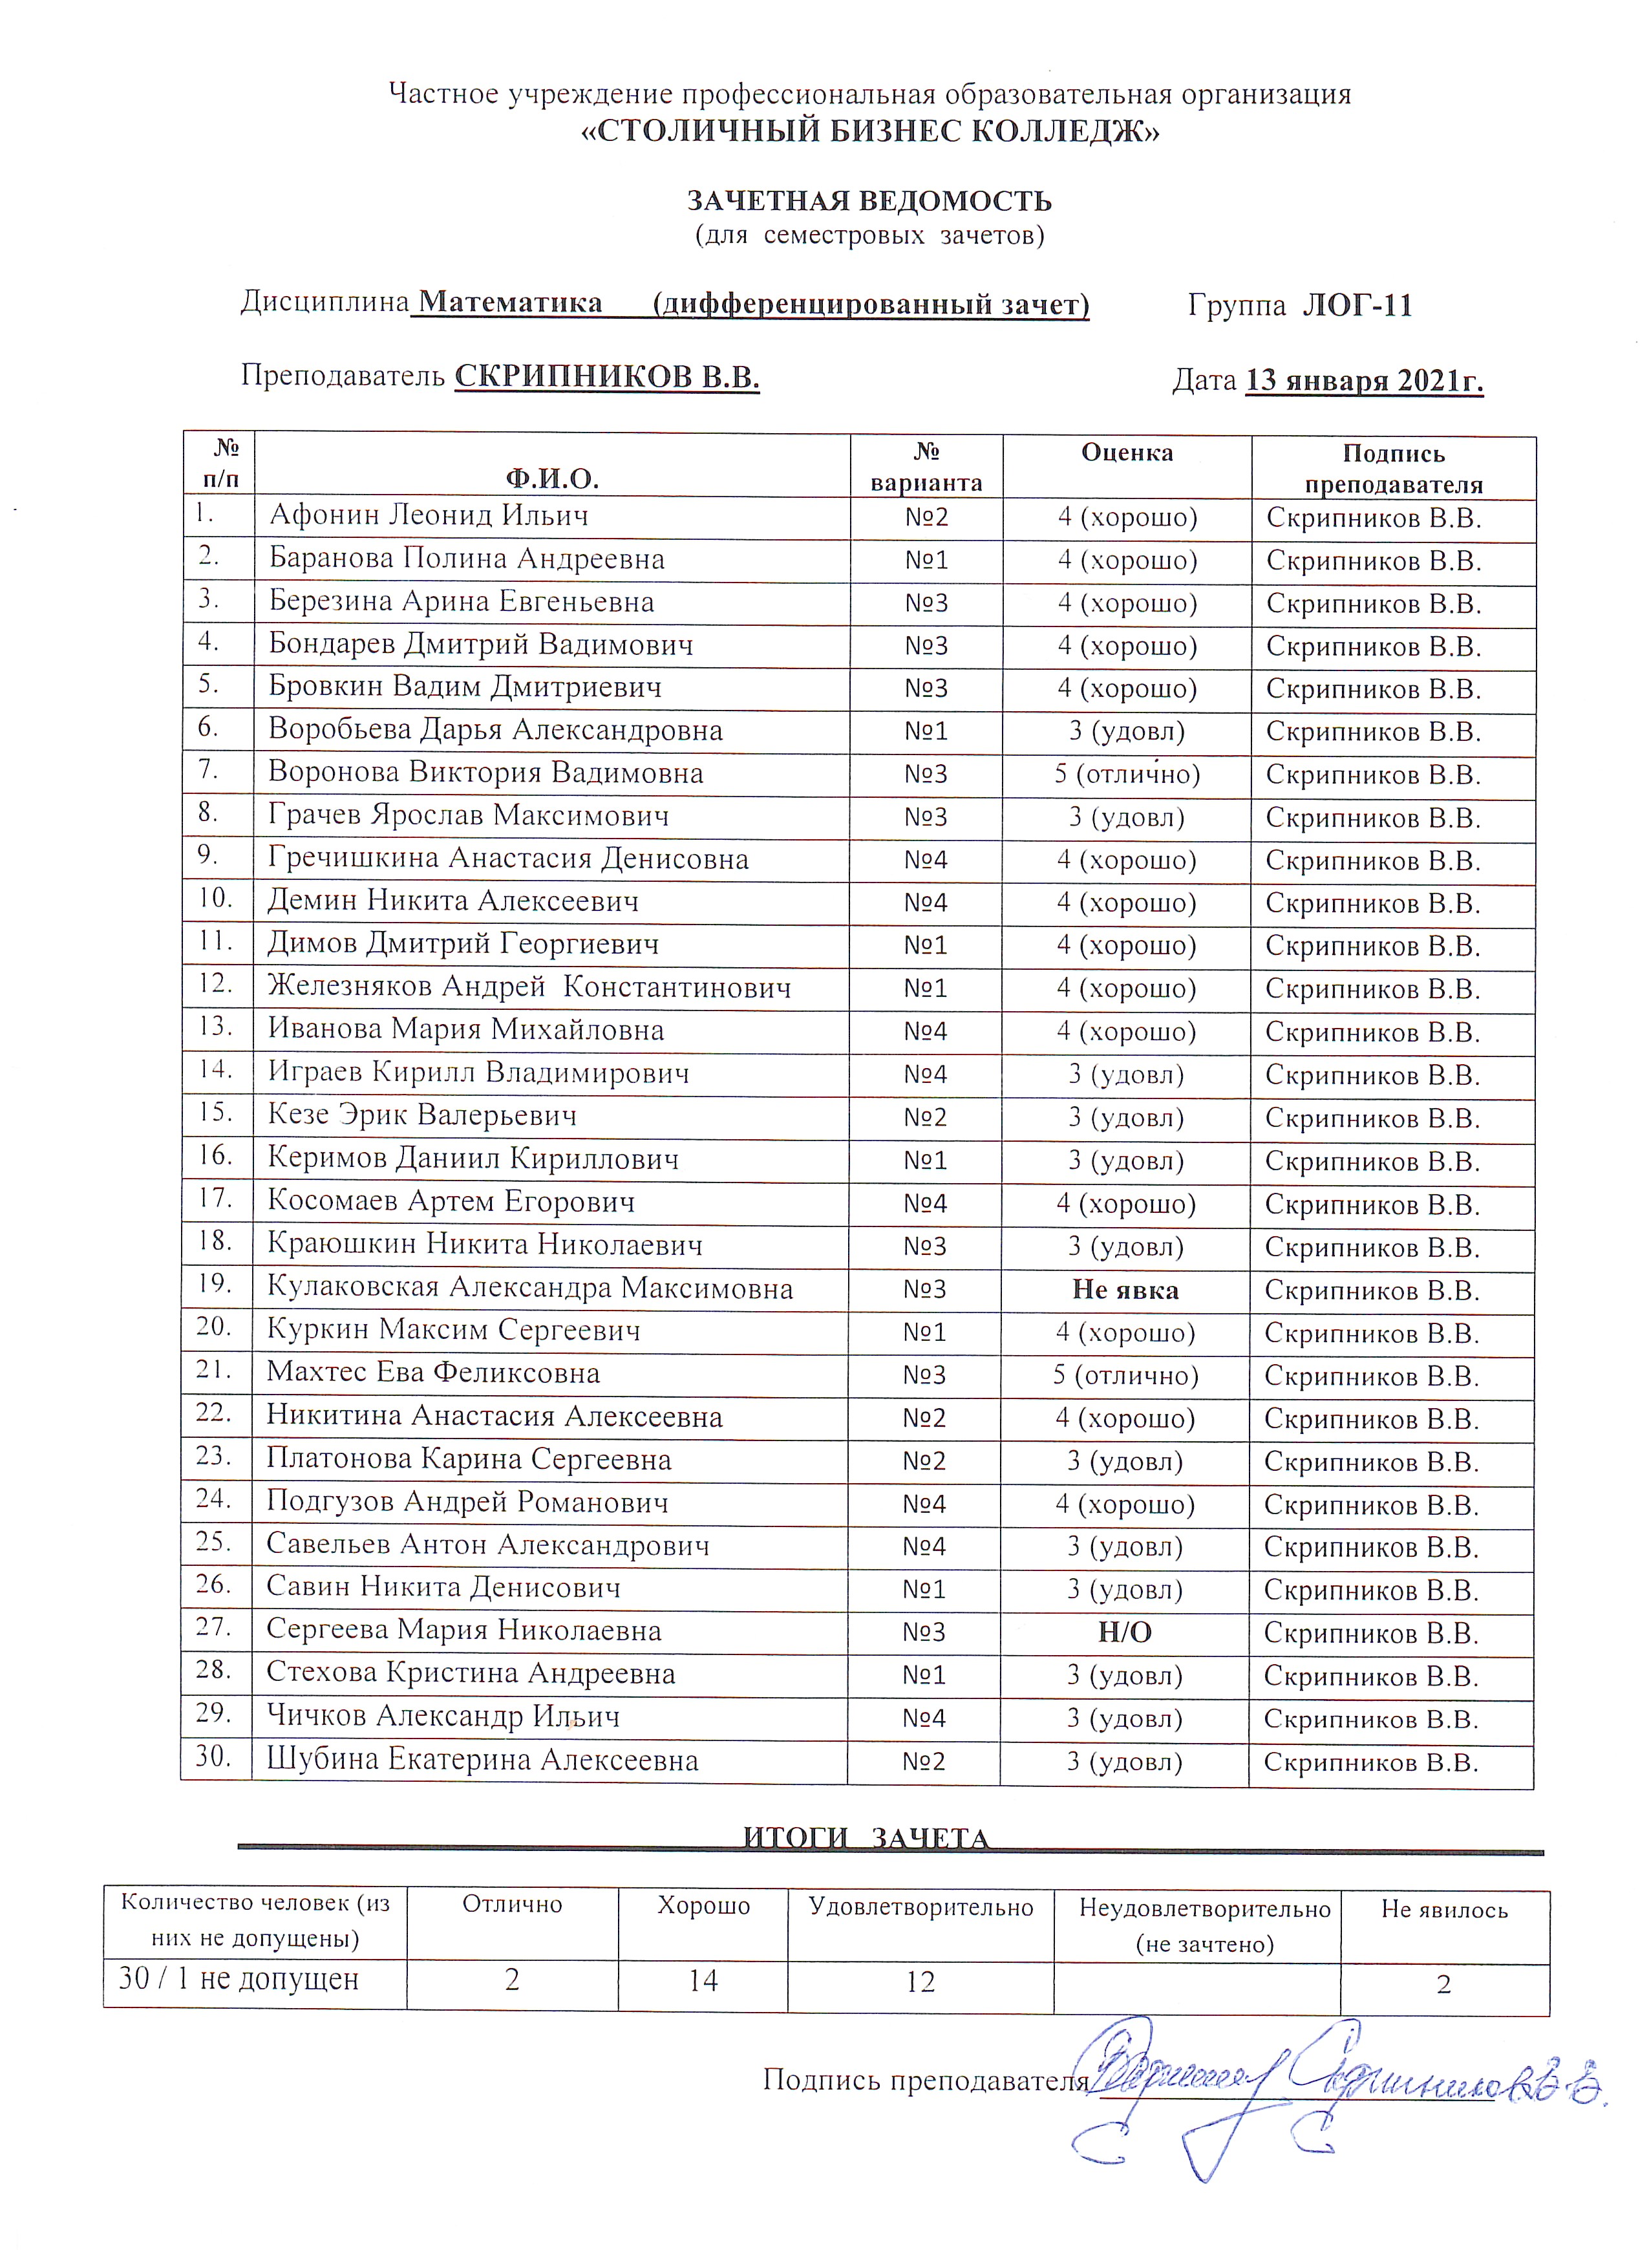 Частное учреждение профессиональная образовательная организация
«СТОЛИЧНЫЙ БИЗНЕС КОЛЛЕДЖ»
ЗАЧЕТНАЯ ВЕДОМОСТЬ
(для семестровых зачетов)
Дисциплина Математика (дифференцированный зачет) Группа ЛОГ-11
Преподаватель СКРИПНИКОВ В.В. Дата 13 января 2021г.
№ п/п Ф.И.О. № варианта Оценка Подпись преподавателя
1. Афонин Леонид Ильич №2 4 (хорошо) Скрипников В.В.
2. Баранова Полина Андреевна №1 4 (хорошо) Скрипников В.В.
3. Березина Арина Евгеньевна №3 4 (хорошо) Скрипников В.В.
4. Бондарев Дмитрий Вадимович №3 4 (хорошо) Скрипников В.В.
5. Бровкин Вадим Дмитриевич №3 4 (хорошо) Скрипников В.В.
6. Воробьева Дарья Александровна №1 3 (удовл) Скрипников В.В.
7. Воронова Виктория Вадимовна №3 5 (отлично) Скрипников В.В.
8. Грачев Ярослав Максимович №3 3 (удовл) Скрипников В.В.
9. Гречишкина Анастасия Денисовна №4 4 (хорошо) Скрипников В.В.
10. Демин Никита Алексеевич №4 4 (хорошо) Скрипников В.В.
11. Димов Дмитрий Георгиевич №1 4 (хорошо) Скрипников В.В.
12. Железняков Андрей Константинович №1 4 (хорошо) Скрипников В.В.
13. Иванова Мария Михайловна №4 4 (хорошо) Скрипников В.В.
14. Играев Кирилл Владимирович №4 3 (удовл) Скрипников В.В.
15. Кезе Эрик Валерьевич №2 3 (удовл) Скрипников В.В.
16. Керимов Даниил Кириллович №1 3 (удовл) Скрипников В.В.
17. Косомаев Артем Егорович №4 4 (хорошо) Скрипников В.В.
18. Краюшкин Никита Николаевич №3 3 (удовл) Скрипников В.В.
19. Кулаковская Александра Максимовна №3 Не явка Скрипников В.В.
20. Куркин Максим Сергеевич №1 4 (хорошо) Скрипников В.В.
21. Махтес Ева Феликсовна №3 5 (отлично) Скрипников В.В.
22. Никитина Анастасия Алексеевна №2 4 (хорошо) Скрипников В.В.
23. Платонова Карина Сергеевна №2 3 (удовл) Скрипников В.В.
24. Подгузов Андрей Романович №4 4 (хорошо) Скрипников В.В.
25. Савельев Антон Александрович №4 3 (удовл) Скрипников В.В.
26. Савин Никита Денисович №1 3 (удовл) Скрипников В.В.
27. Сергеева Мария Николаевна №3 Н/О Скрипников В.В.
28. Стехова Кристина Андреевна №1 3 (удовл) Скрипников В.В.
29. Чичков Александр Ильич №4 3 (удовл) Скрипников В.В.
30. Шубина Екатерина Алексеевна №2 3 (удовл) Скрипников В.В.
ИТОГИ ЗАЧЕТА
Количество человек (из них не допущены) Отлично Хорошо Удовлетворительно Неудовлетворительно (не зачтено) Не явилось
30 / 1 не допущен 2 14 12 2
Подпись преподавателя Скрипников В.В.